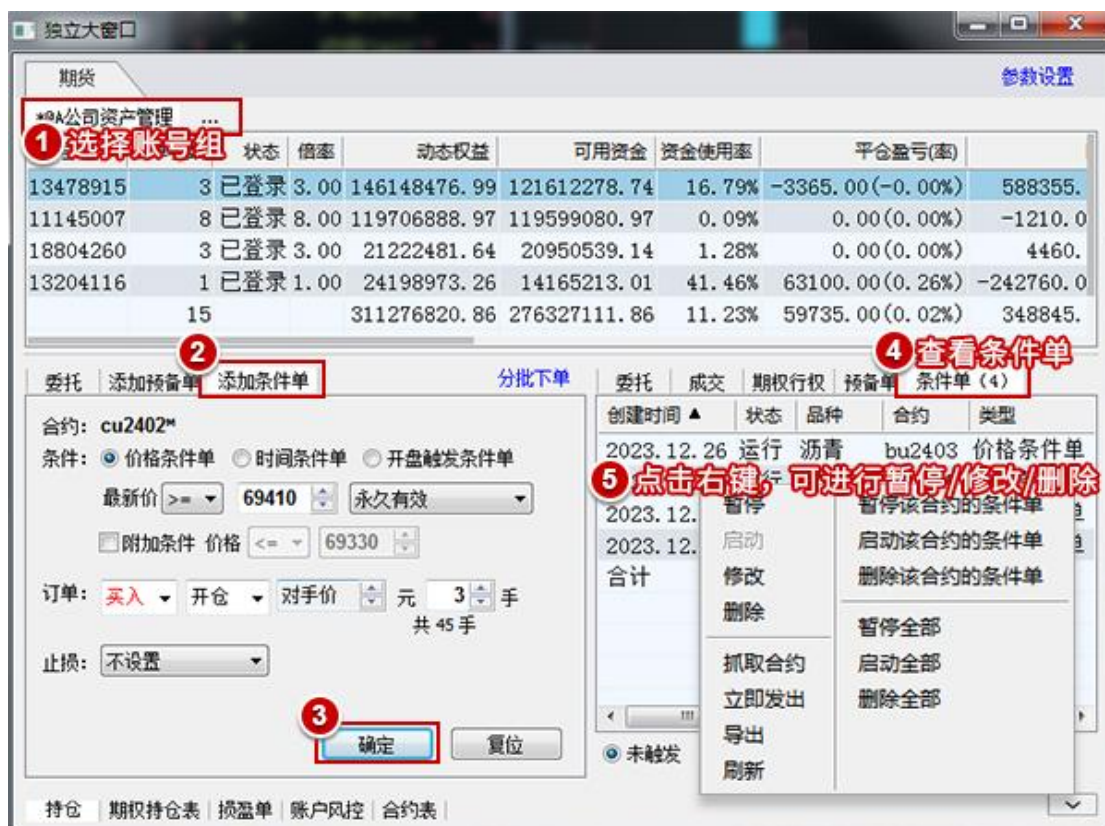 独立大窗口
期货 参数设置
*@A公司资产管理 ...
1 选择账号组
状态 倍率 动态权益 可用资金 资金使用率 平仓盈亏(率)
13478915 3 已登录 3.00 146148476.99 121612278.74 16.79% -3365.00(-0.00%) 588355.
11145007 8 已登录 8.00 119706888.97 119599080.97 0.09% 0.00(0.00%) -1210.0
18804260 3 已登录 3.00 21222481.64 20950539.14 1.28% 0.00(0.00%) 4460.
13204116 1 已登录 1.00 24198973.26 14165213.01 41.46% 63100.00(0.26%) -242760.0
15 311276820.86 276327111.86 11.23% 59735.00(0.02%) 348845.
2
委托 添加预备单 添加条件单 分批下单
合约: cu2402*
条件: 价格条件单 时间条件单 开盘触发条件单
最新价 >= 69410 永久有效
附加条件 价格 <= 69330
订单: 买入 开仓 对手价 元 3 手
共 45 手
止损: 不设置
3
确定 复位
4 查看条件单
委托 成交 期权行权 预备单 条件单 (4)
创建时间 ▲ 状态 品种 合约 类型
2023.12.26 运行 沥青 bu2403 价格条件单
5 点击右键，可进行暂停/修改/删除
2023.12.
2023.12.
合计
暂停 暂停该合约的条件单
启动 启动该合约的条件单
修改 删除该合约的条件单
删除
暂停全部
抓取合约 启动全部
立即发出 删除全部
导出
刷新
未触发
持仓 期权持仓表 损盈单 账户风控 合约表